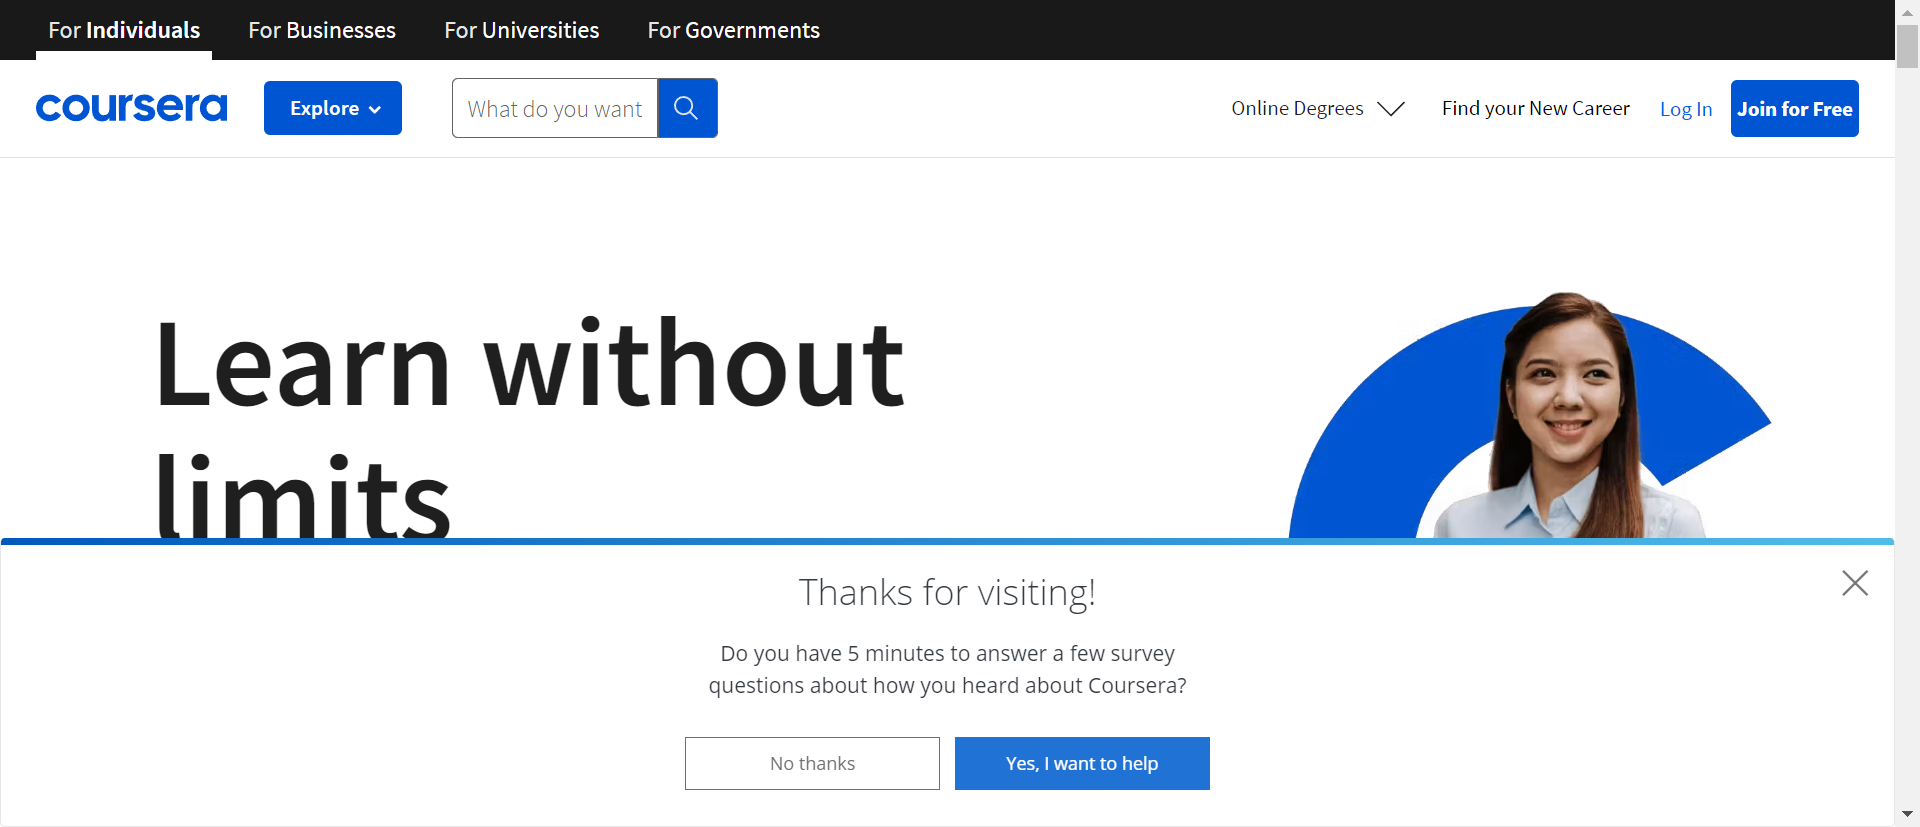 For Individuals For Businesses For Universities For Governments
coursera Explore What do you want Online Degrees Find your New Career Log In Join for Free
Learn without
limits
Thanks for visiting!
Do you have 5 minutes to answer a few survey
questions about how you heard about Coursera?
No thanks Yes, I want to help